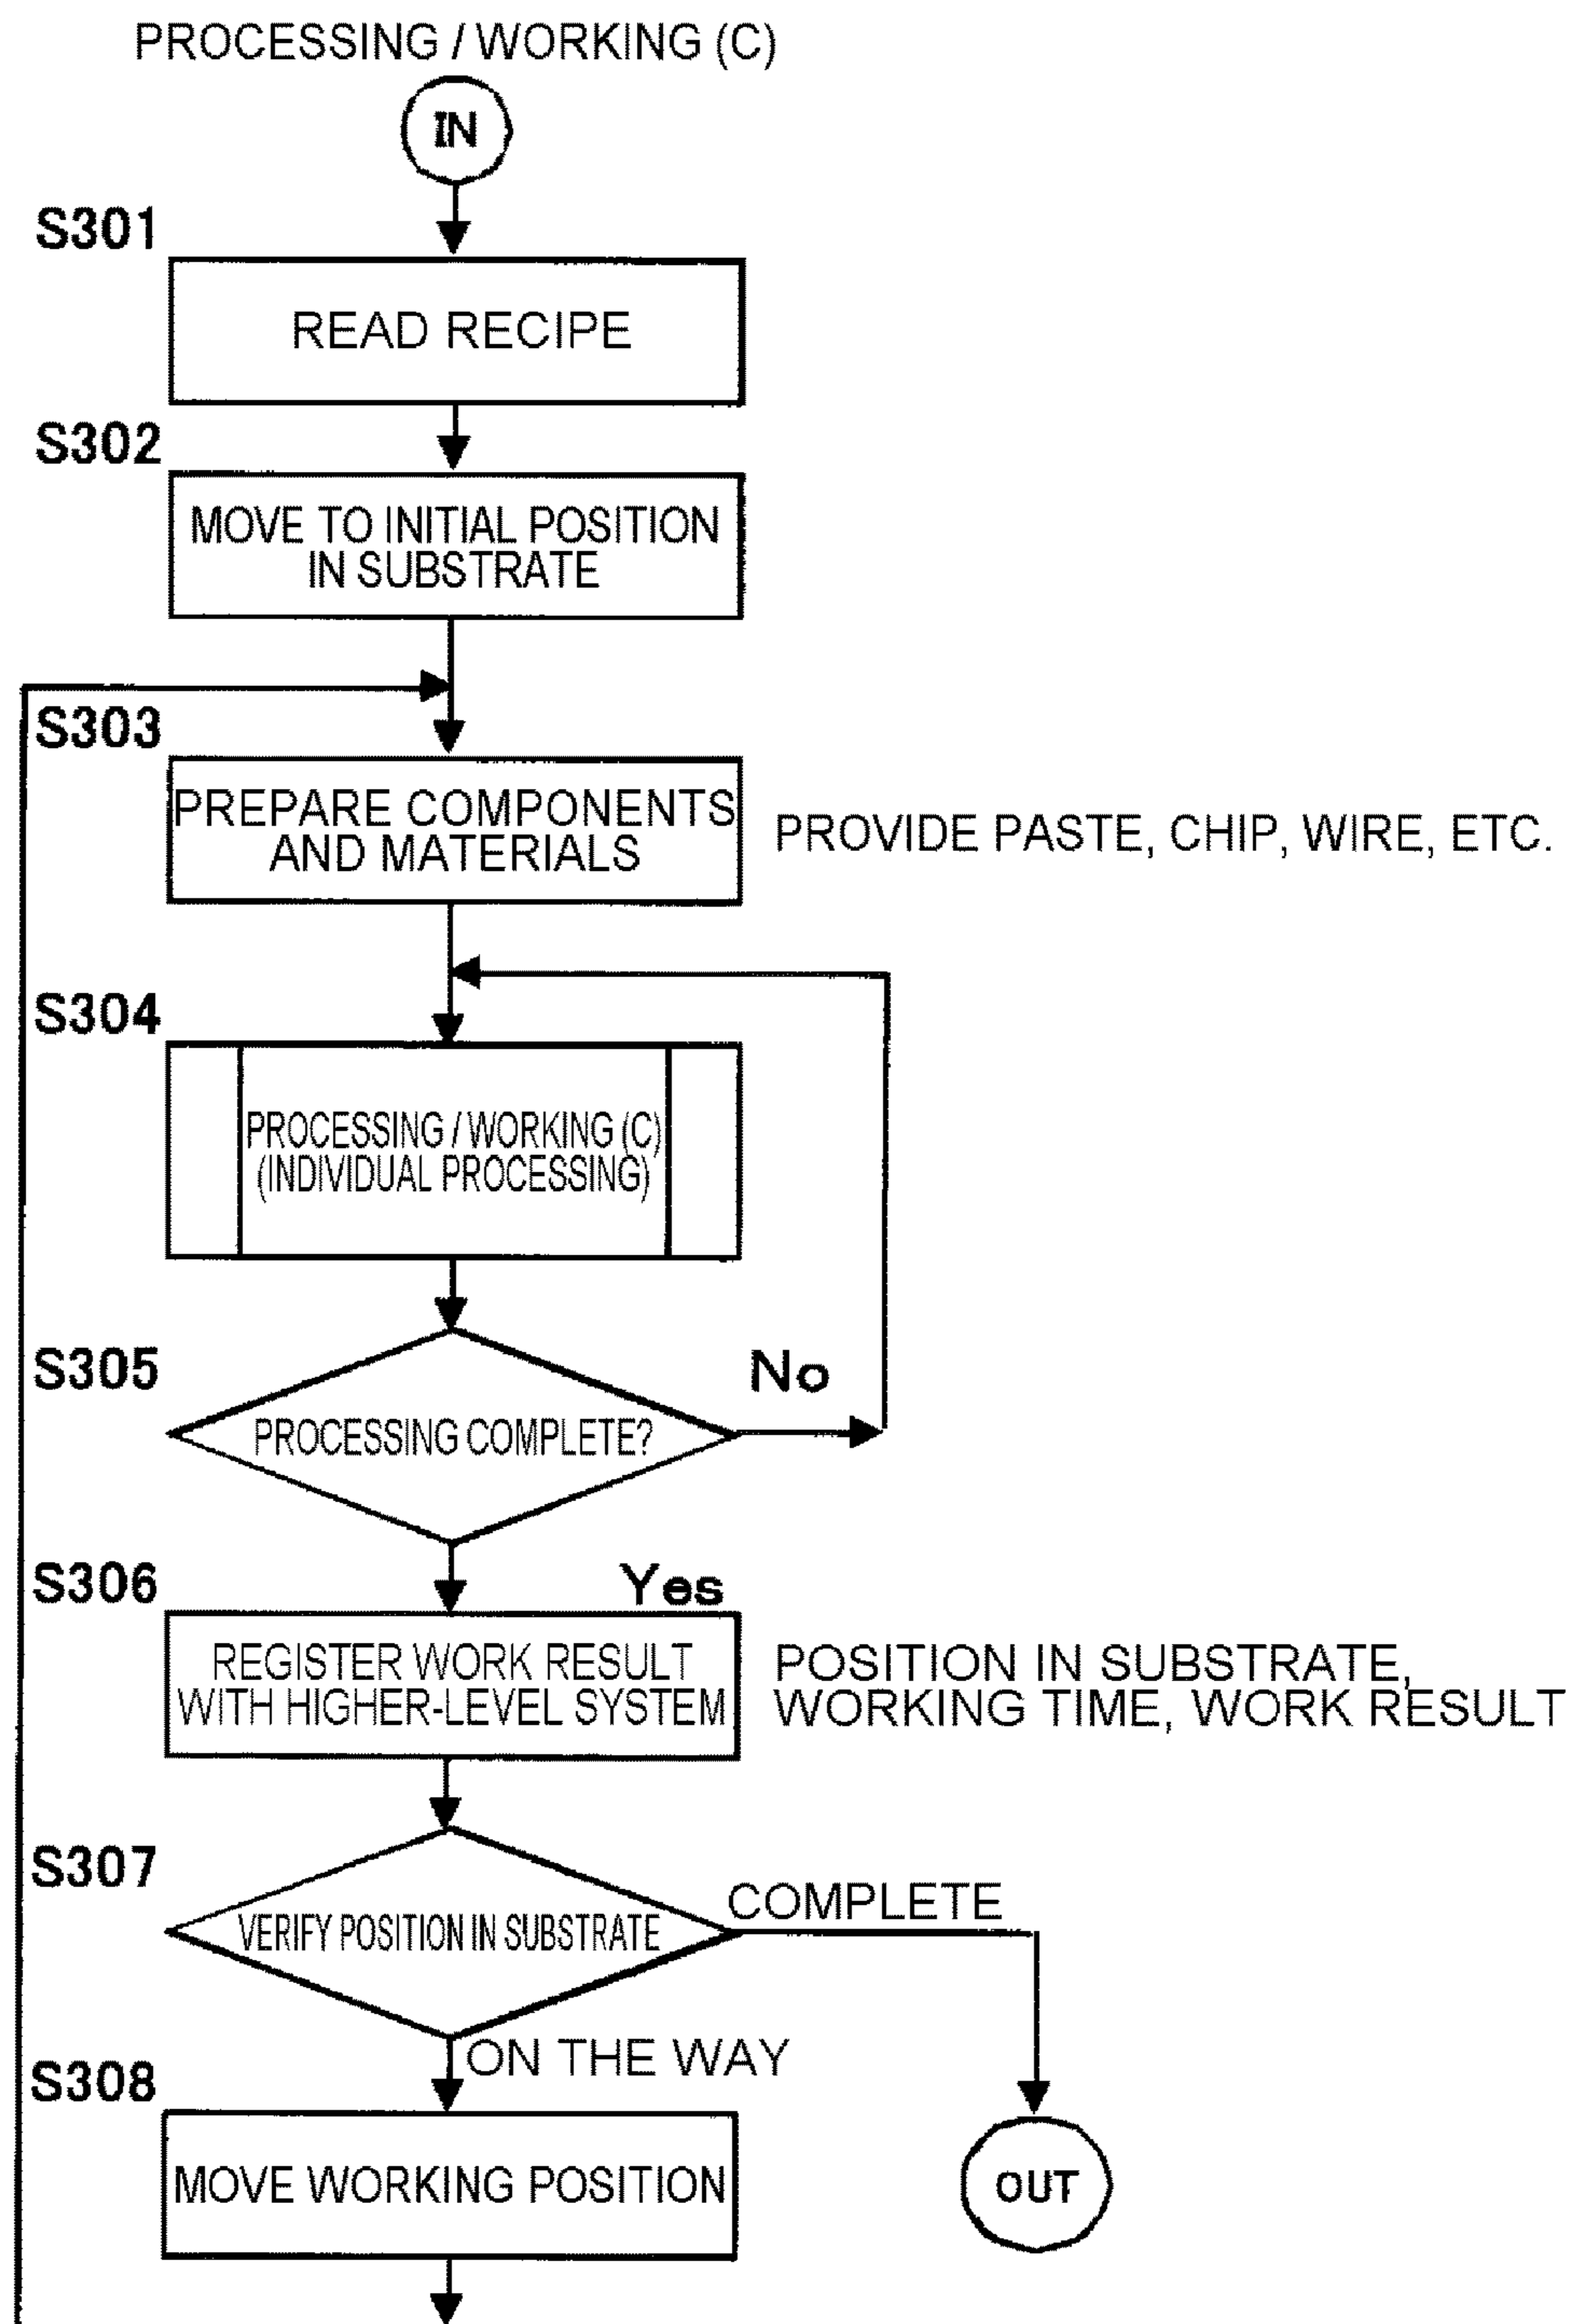 PROCESSING / WORKING (C)
IN
S301
READ RECIPE
S302
MOVE TO INITIAL POSITION
IN SUBSTRATE
S303
PREPARE COMPONENTS
AND MATERIALS
PROVIDE PASTE, CHIP, WIRE, ETC.
S304
PROCESSING / WORKING (C)
(INDIVIDUAL PROCESSING)
S305
No
PROCESSING COMPLETE?
S306
Yes
REGISTER WORK RESULT
WITH HIGHER-LEVEL SYSTEM
POSITION IN SUBSTRATE,
WORKING TIME, WORK RESULT
S307
COMPLETE
VERIFY POSITION IN SUBSTRATE
ON THE WAY
S308
MOVE WORKING POSITION
OUT